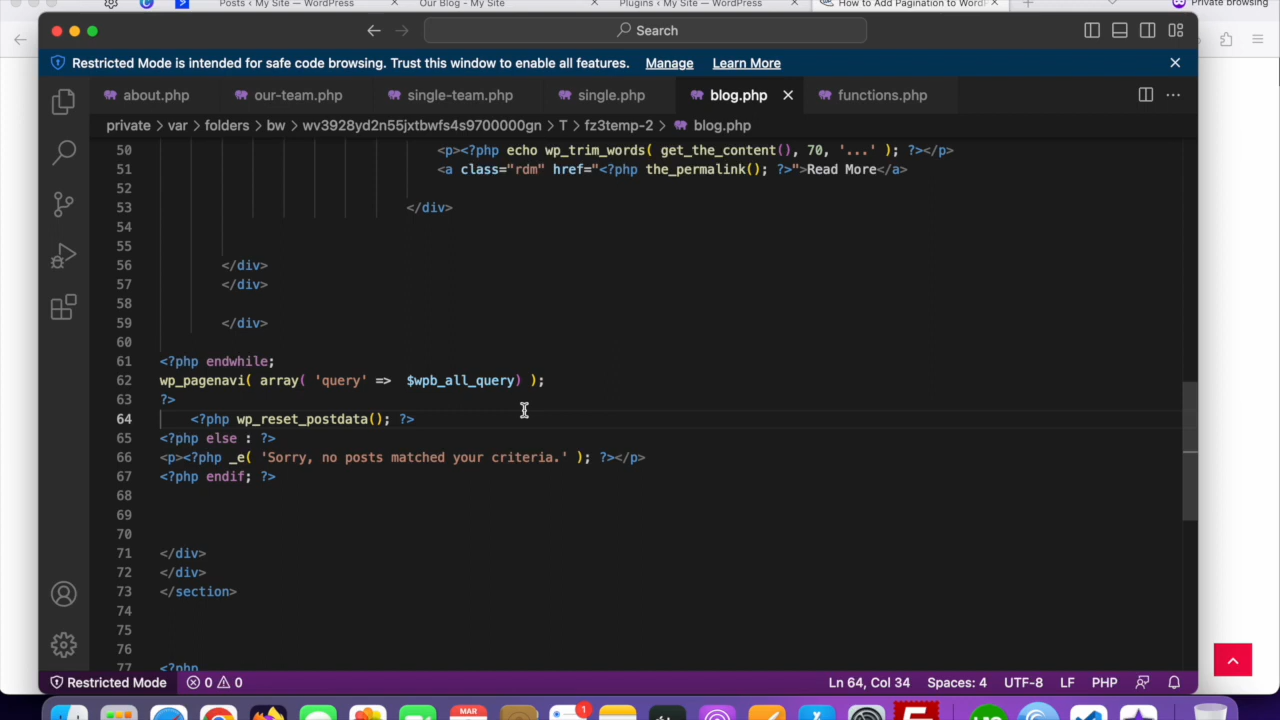 Posts ‹ My Site — WordPress
Our Blog - My Site
Plugins ‹ My Site — WordPress
How to Add Pagination to Word
Private browsing
Search
Restricted Mode is intended for safe code browsing. Trust this window to enable all features. Manage Learn More
about.php
our-team.php
single-team.php
single.php
blog.php
functions.php
private > var > folders > bw > wv3928yd2n55jxtbwfs4s9700000gn > T > fz3temp-2 > blog.php
50 <p><?php echo wp_trim_words( get_the_content(), 70, '...' ); ?></p>
51 <a class="rdm" href="<?php the_permalink(); ?>">Read More</a>
52
53 </div>
54
55
56 </div>
57 </div>
58
59 </div>
60
61 <?php endwhile;
62 wp_pagenavi( array( 'query' =>  $wpb_all_query) );
63 ?>
64 <?php wp_reset_postdata(); ?>
65 <?php else : ?>
66 <p><?php _e( 'Sorry, no posts matched your criteria.' ); ?></p>
67 <?php endif; ?>
68
69
70
71 </div>
72 </div>
73 </section>
74
75
76
77 <?php
Restricted Mode
0
0
Ln 64, Col 34
Spaces: 4
UTF-8
LF
PHP
MAR
1